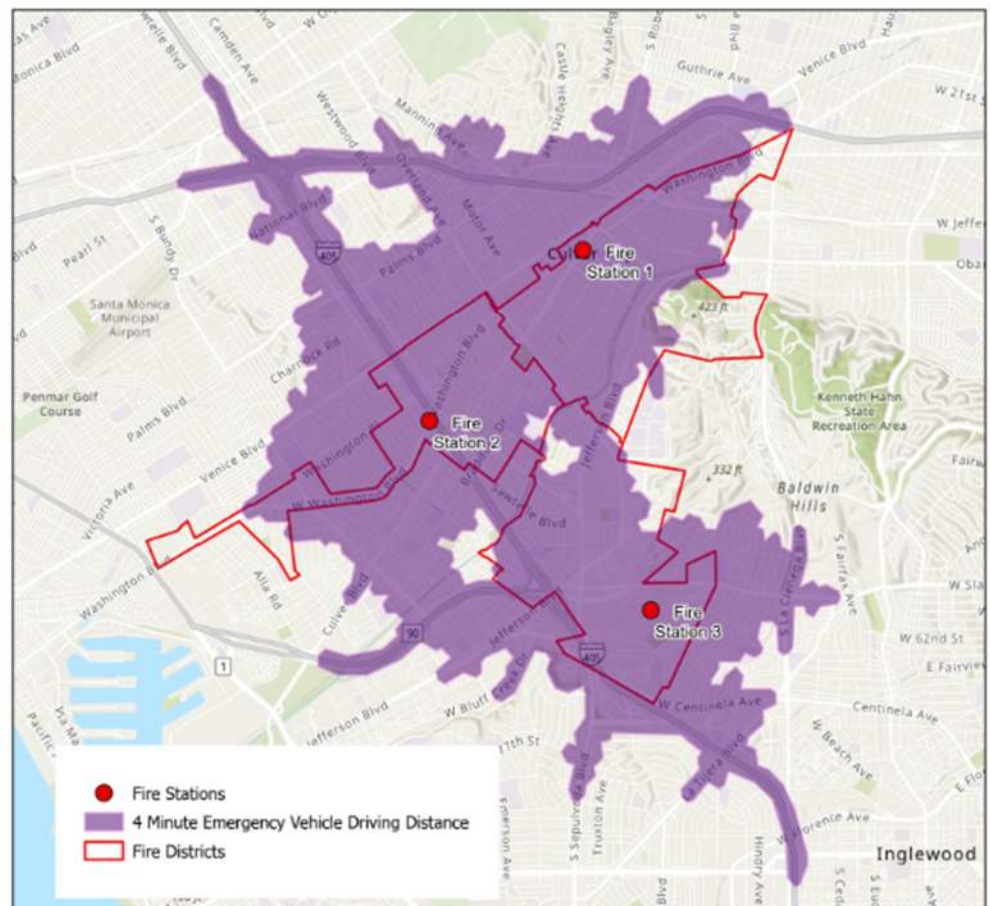 Camden Ave
Monica Blvd
Westwood Blvd
Manning Ave
Castle Heights
Ave
Bagley Ave
S Robe
Guthrie Ave
Venice Blvd
W 21st S
Overland Ave
Motor Ave
Washington Blvd
National Blvd
405
Palms Blvd
Pearl St
S Bundy Dr
W Jeffer
Fire
Station 1
423 ft
Santa Monica
Municipal
Airport
Charnock Rd
Washington Blvd
Penmar Golf
Course
Palms Blvd
Kenneth Hahn
State
Recreation Area
Fire
Station 2
Jefferson Blvd
Venice Blvd
W Washington Blvd
332 ft
Baldwin
Hills
Victoria Ave
Sawtelle Blvd
S La Cienega Blvd
S Fairfax Ave
Washington B
Alla Rd
Culver Blvd
Fire
Station 3
W Sla
W 62nd St
E Fairview
90
1
405
Jefferson Blvd
W Bluff Creek Dr
W Centinela Ave
Centinela Ave
W Beach Ave
La Tijera Blvd
S Sepulveda Blvd
Truxton Ave
Emerson Ave
W Florence Ave
Hindry Ave
Inglewood
Fire Stations
4 Minute Emergency Vehicle Driving Distance
Fire Districts